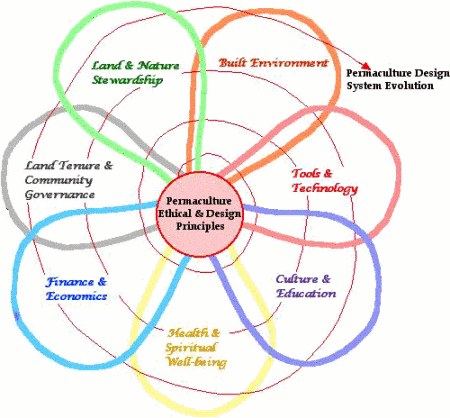 Land & Nature
Stewardship
Built Environment
Permaculture Design
System Evolution
Land Tenure &
Community
Governance
Permaculture
Ethical & Design
Principles
Tools &
Technology
Finance &
Economics
Culture &
Education
Health &
Spiritual
Well-being